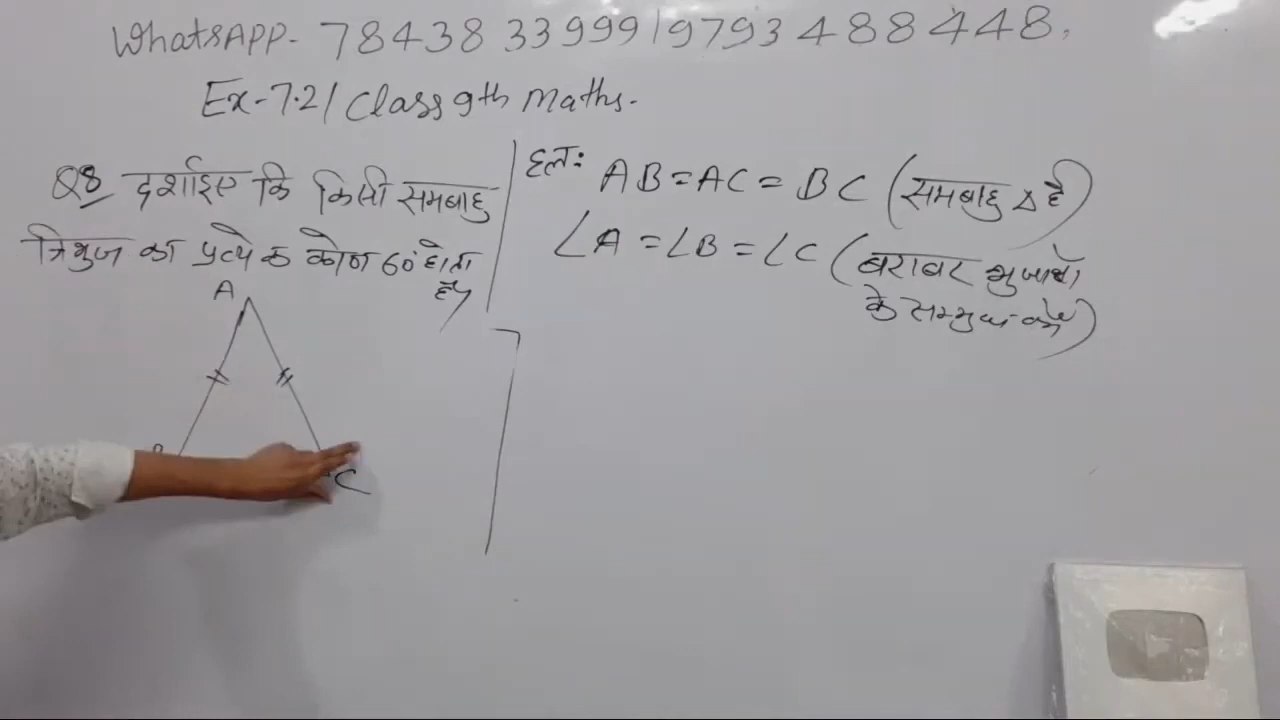 WhatsAPP- 7843833999/9793488448.
Ex-7.2/ Class 9th Maths.
Q8 दर्शाइए कि किसी समबाहु
त्रिभुज का प्रत्येक कोण 60° होता
है,
A
C
हलः
AB=AC=BC (समबाहु Δ है)
∠A=∠B=∠C (बराबर भुजाओं
के सम्मुख कोण)